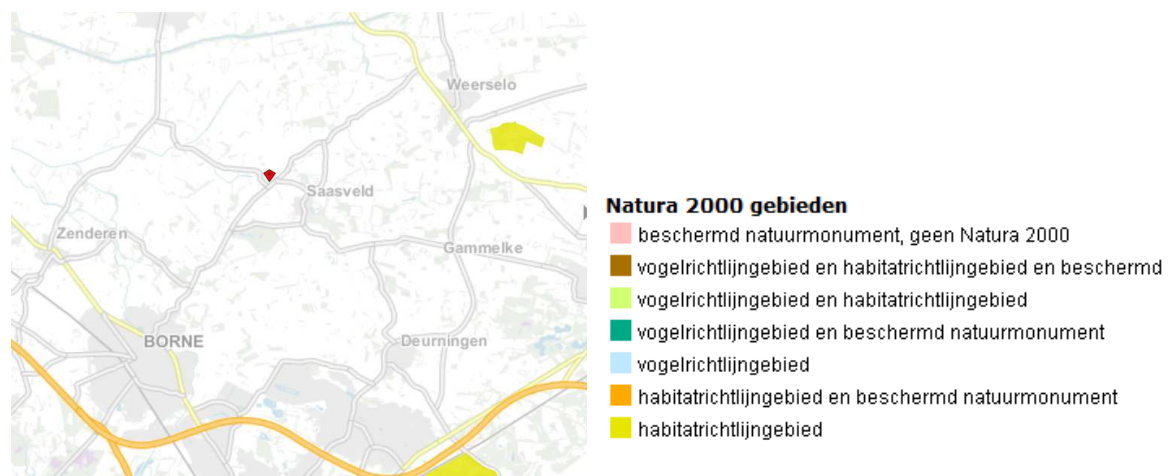 Weerselo
Saasveld
Zenderen
Gammelke
BORNE
Deurningen
Natura 2000 gebieden
beschermd natuurmonument, geen Natura 2000
vogelrichtlijngebied en habitatrichtlijngebied en beschermd
vogelrichtlijngebied en habitatrichtlijngebied
vogelrichtlijngebied en beschermd natuurmonument
vogelrichtlijngebied
habitatrichtlijngebied en beschermd natuurmonument
habitatrichtlijngebied